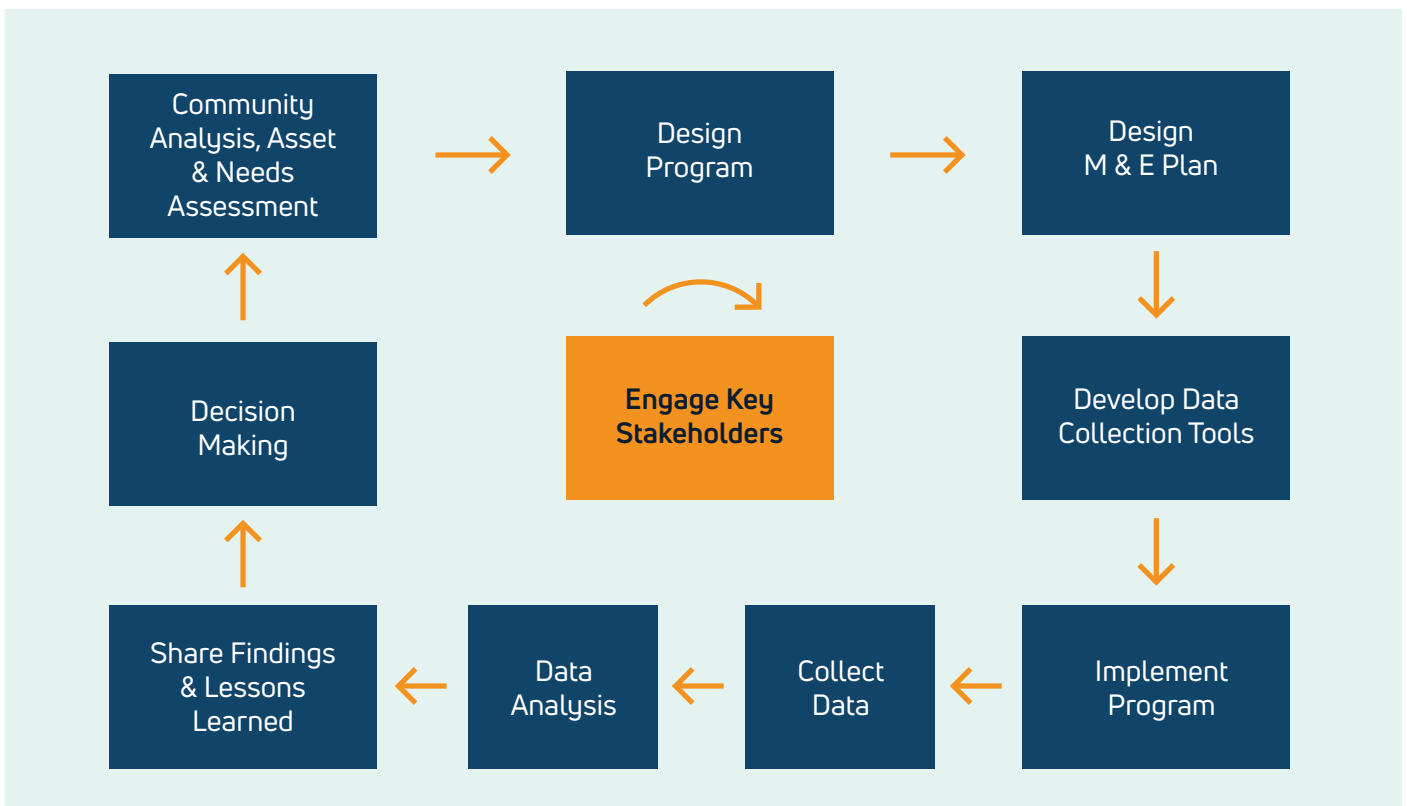 Community
Analysis, Asset
& Needs
Assessment
Design
Program
Design
M & E Plan
Decision
Making
Engage Key
Stakeholders
Develop Data
Collection Tools
Share Findings
& Lessons
Learned
Data
Analysis
Collect
Data
Implement
Program